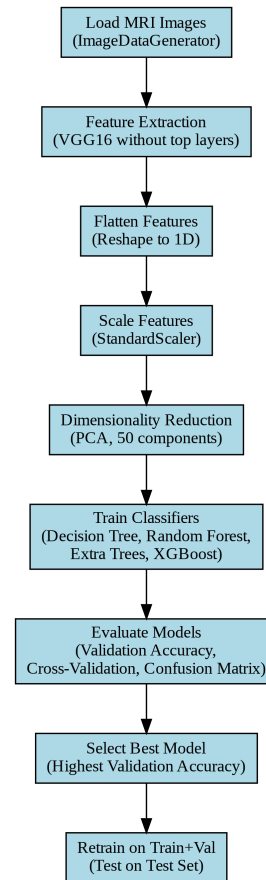 Load MRI Images
(ImageDataGenerator)
Feature Extraction
(VGG16 without top layers)
Flatten Features
(Reshape to 1D)
Scale Features
(StandardScaler)
Dimensionality Reduction
(PCA, 50 components)
Train Classifiers
(Decision Tree, Random Forest,
Extra Trees, XGBoost)
Evaluate Models
(Validation Accuracy,
Cross-Validation, Confusion Matrix)
Select Best Model
(Highest Validation Accuracy)
Retrain on Train+Val
(Test on Test Set)